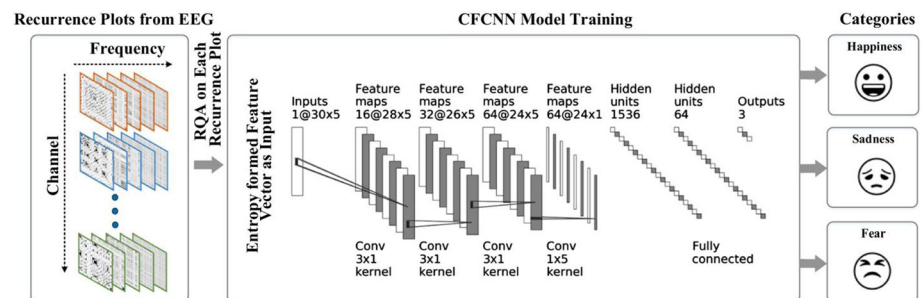 Recurrence Plots from EEG
CFCNN Model Training
Categories
Frequency
Channel
RQA on Each
Recurrence Plot
Entropy formed Feature
Vector as Input
Inputs
1@30x5
Feature
maps
16@28x5
Feature
maps
32@26x5
Feature
maps
64@24x5
Feature
maps
64@24x1
Hidden
units
1536
Hidden
units
64
Outputs
3
Conv
3x1
kernel
Conv
3x1
kernel
Conv
3x1
kernel
Conv
1x5
kernel
Fully
connected
Happiness
Sadness
Fear